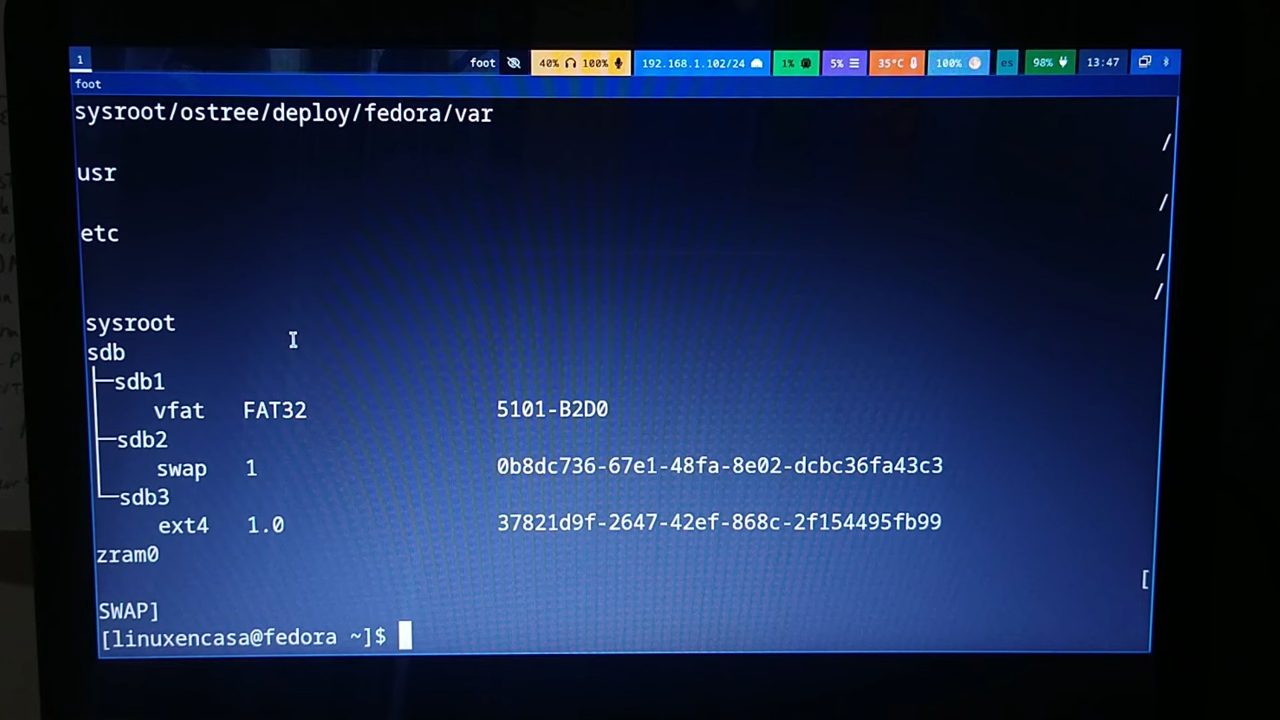 1 foot 40% 100% 192.168.1.102/24 1% 5% 35°C 100% es 98% 13:47
foot
sysroot/ostree/deploy/fedora/var
/
usr
/
etc
/
/
sysroot
sdb
├─sdb1
vfat FAT32 5101-B2D0
├─sdb2
swap 1 0b8dc736-67e1-48fa-8e02-dcbc36fa43c3
└─sdb3
ext4 1.0 37821d9f-2647-42ef-868c-2f154495fb99
zram0
[
SWAP]
[linuxencasa@fedora ~]$